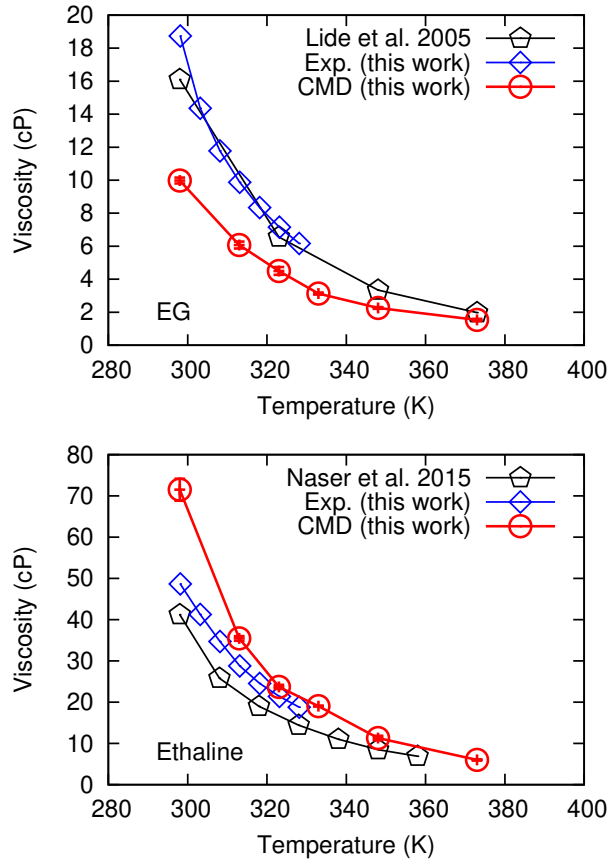 20
18
16
14
12
10
8
6
4
2
0
280
300
320
340
360
380
400
Viscosity (cP)
Temperature (K)
Lide et al. 2005
Exp. (this work)
CMD (this work)
EG
80
70
60
50
40
30
20
10
0
280
300
320
340
360
380
400
Viscosity (cP)
Temperature (K)
Naser et al. 2015
Exp. (this work)
CMD (this work)
Ethaline